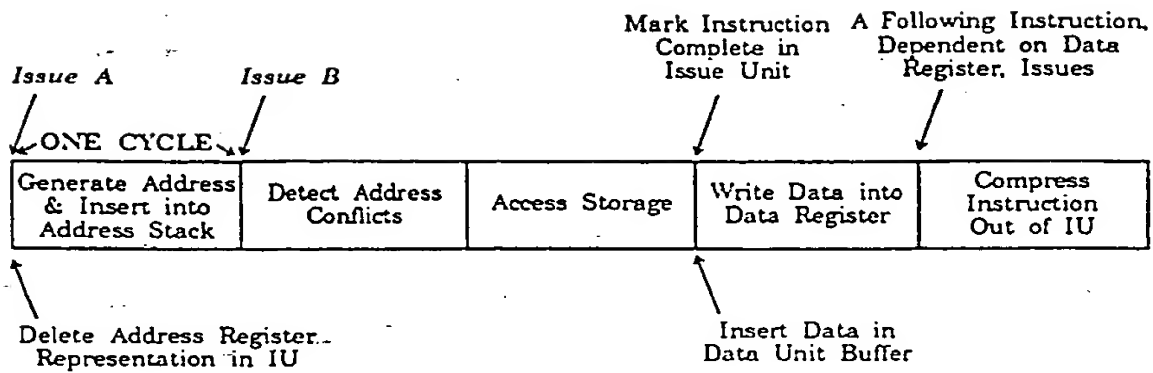 Mark Instruction
Complete in
Issue Unit
A Following Instruction,
Dependent on Data
Register, Issues
Issue A
Issue B
ONE CYCLE
Generate Address
& Insert into
Address Stack
Detect Address
Conflicts
Access Storage
Write Data into
Data Register
Compress
Instruction
Out of IU
Delete Address Register
Representation in IU
Insert Data in
Data Unit Buffer